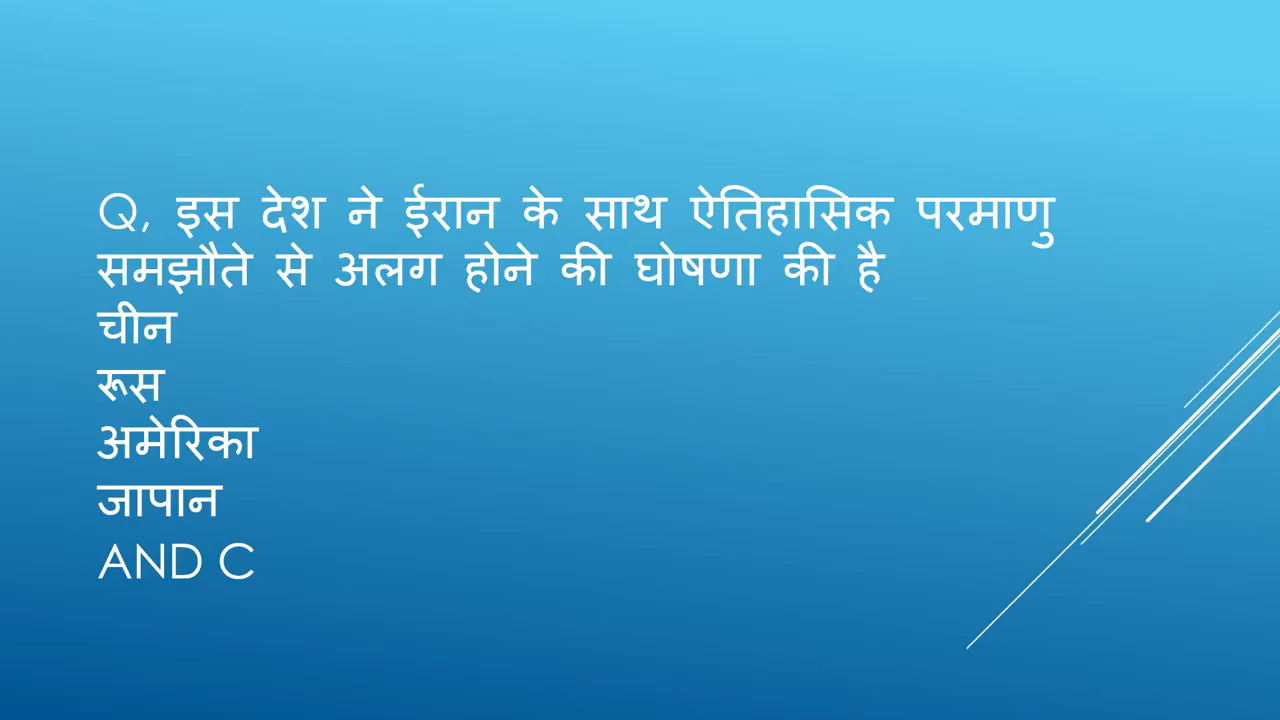 Q, इस देश ने ईरान के साथ ऐतिहासिक परमाणु
समझौते से अलग होने की घोषणा की है
चीन
रूस
अमेरिका
जापान
AND C